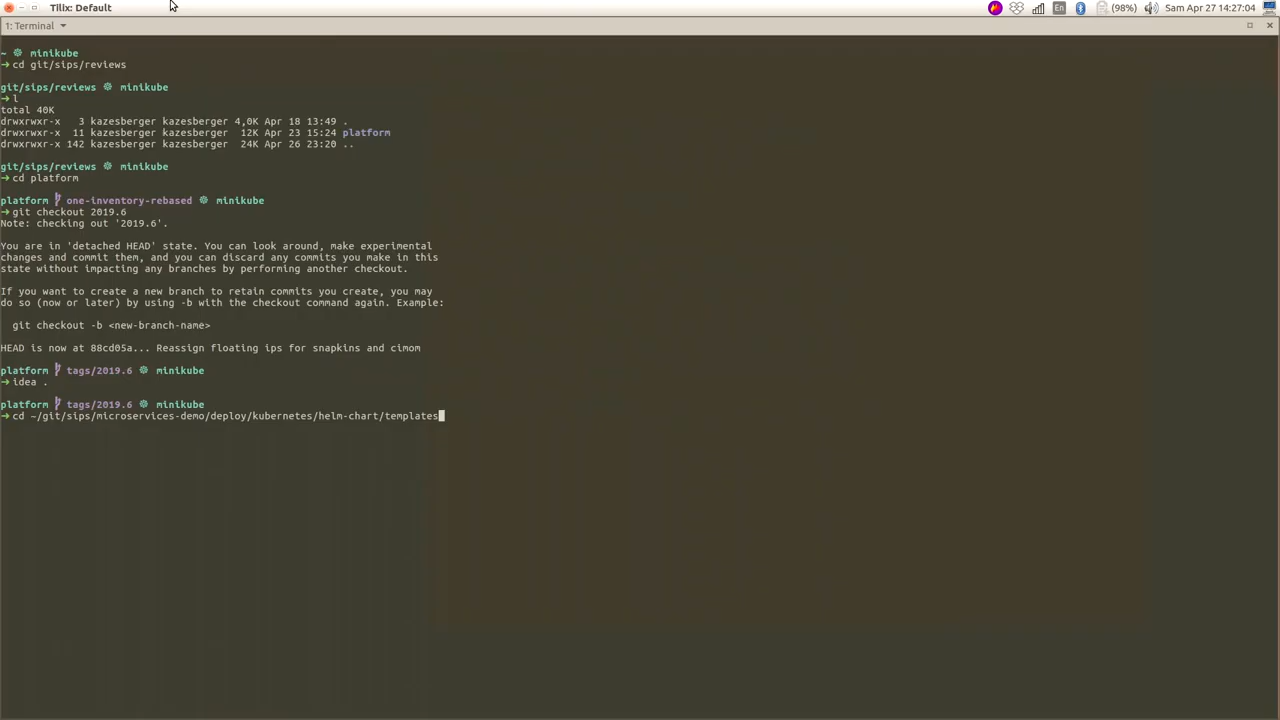 Tilix: Default
En (98%) Sam Apr 27 14:27:04
1: Terminal
~ ☸ minikube
➜ cd git/sips/reviews
git/sips/reviews ☸ minikube
➜ l
total 40K
drwxrwxr-x   3 kazesberger kazesberger 4,0K Apr 18 13:49 .
drwxrwxr-x  11 kazesberger kazesberger  12K Apr 23 15:24 platform
drwxrwxr-x 142 kazesberger kazesberger  24K Apr 26 23:20 ..
git/sips/reviews ☸ minikube
➜ cd platform
platform one-inventory-rebased ☸ minikube
➜ git checkout 2019.6
Note: checking out '2019.6'.
You are in 'detached HEAD' state. You can look around, make experimental
changes and commit them, and you can discard any commits you make in this
state without impacting any branches by performing another checkout.
If you want to create a new branch to retain commits you create, you may
do so (now or later) by using -b with the checkout command again. Example:
git checkout -b <new-branch-name>
HEAD is now at 88cd05a... Reassign floating ips for snapkins and cimom
platform tags/2019.6 ☸ minikube
➜ idea .
platform tags/2019.6 ☸ minikube
➜ cd ~/git/sips/microservices-demo/deploy/kubernetes/helm-chart/templates